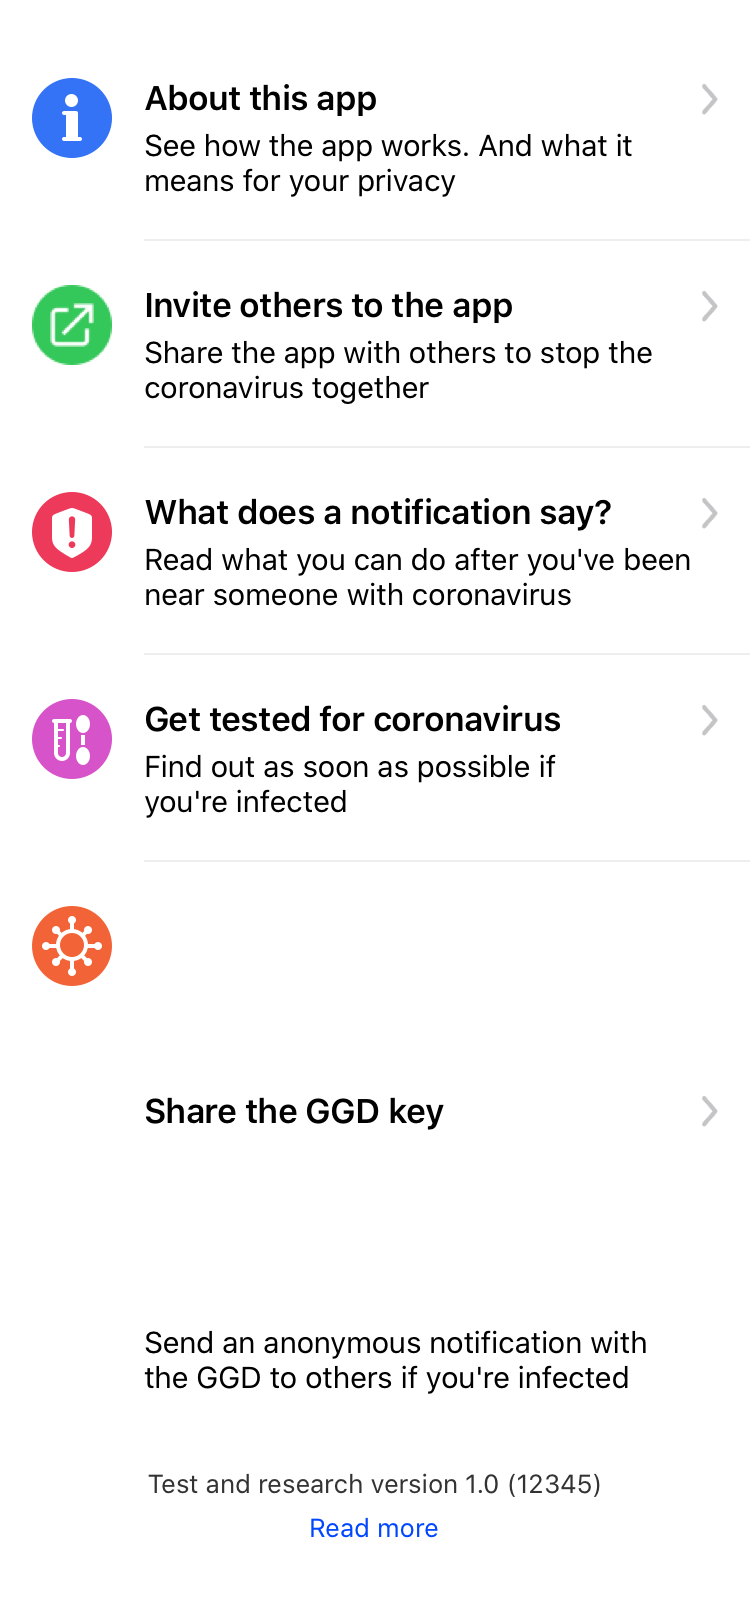 About this app
See how the app works. And what it
means for your privacy
Invite others to the app
Share the app with others to stop the
coronavirus together
What does a notification say?
Read what you can do after you've been
near someone with coronavirus
Get tested for coronavirus
Find out as soon as possible if
you're infected
Share the GGD key
Send an anonymous notification with
the GGD to others if you're infected
Test and research version 1.0 (12345)
Read more